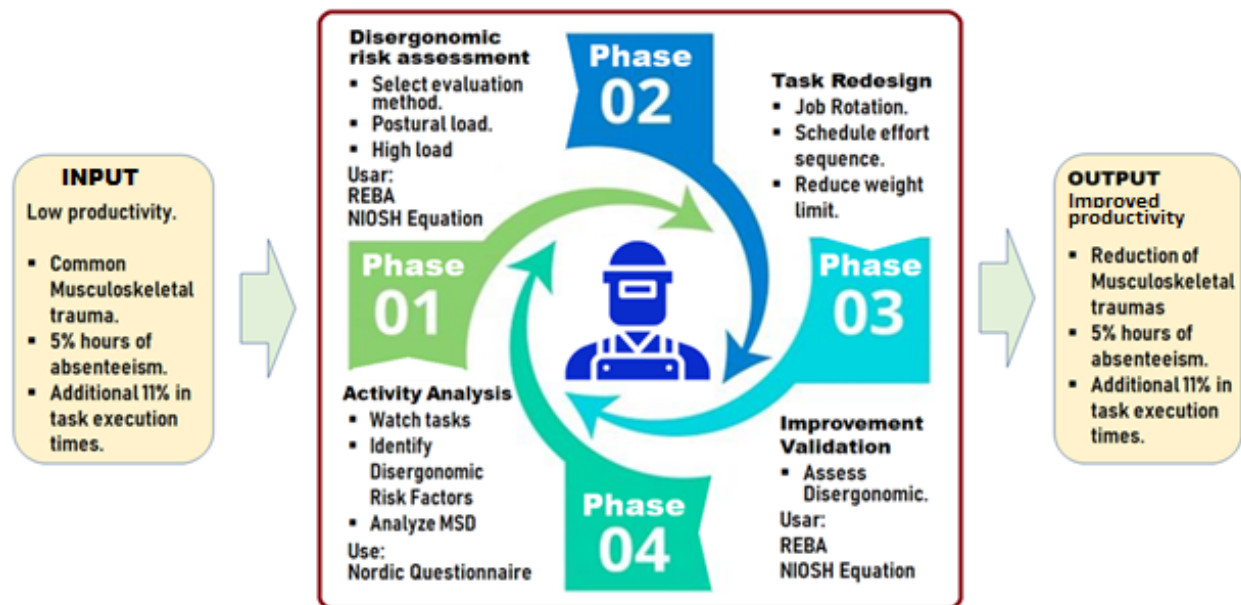 INPUT
Low productivity.
▪ Common
Musculoskeletal
trauma.
▪ 5% hours of
absenteeism.
▪ Additional 11% in
task execution
times.
Disergonomic
risk assessment
▪ Select evaluation
method.
▪ Postural load.
▪ High load
Usar:
REBA
NIOSH Equation
Phase
02
Task Redesign
▪ Job Rotation.
▪ Schedule effort
sequence.
▪ Reduce weight
limit.
Phase
01
Phase
03
Activity Analysis
▪ Watch tasks
▪ Identify
Disergonomic
Risk Factors
▪ Analyze MSD
Use:
Nordic Questionnaire
Phase
04
Improvement
Validation
▪ Assess
Disergonomic.
Usar:
REBA
NIOSH Equation
OUTPUT
Improved
productivity
▪ Reduction of
Musculoskeletal
traumas
▪ 5% hours of
absenteeism.
▪ Additional 11% in
task execution
times.